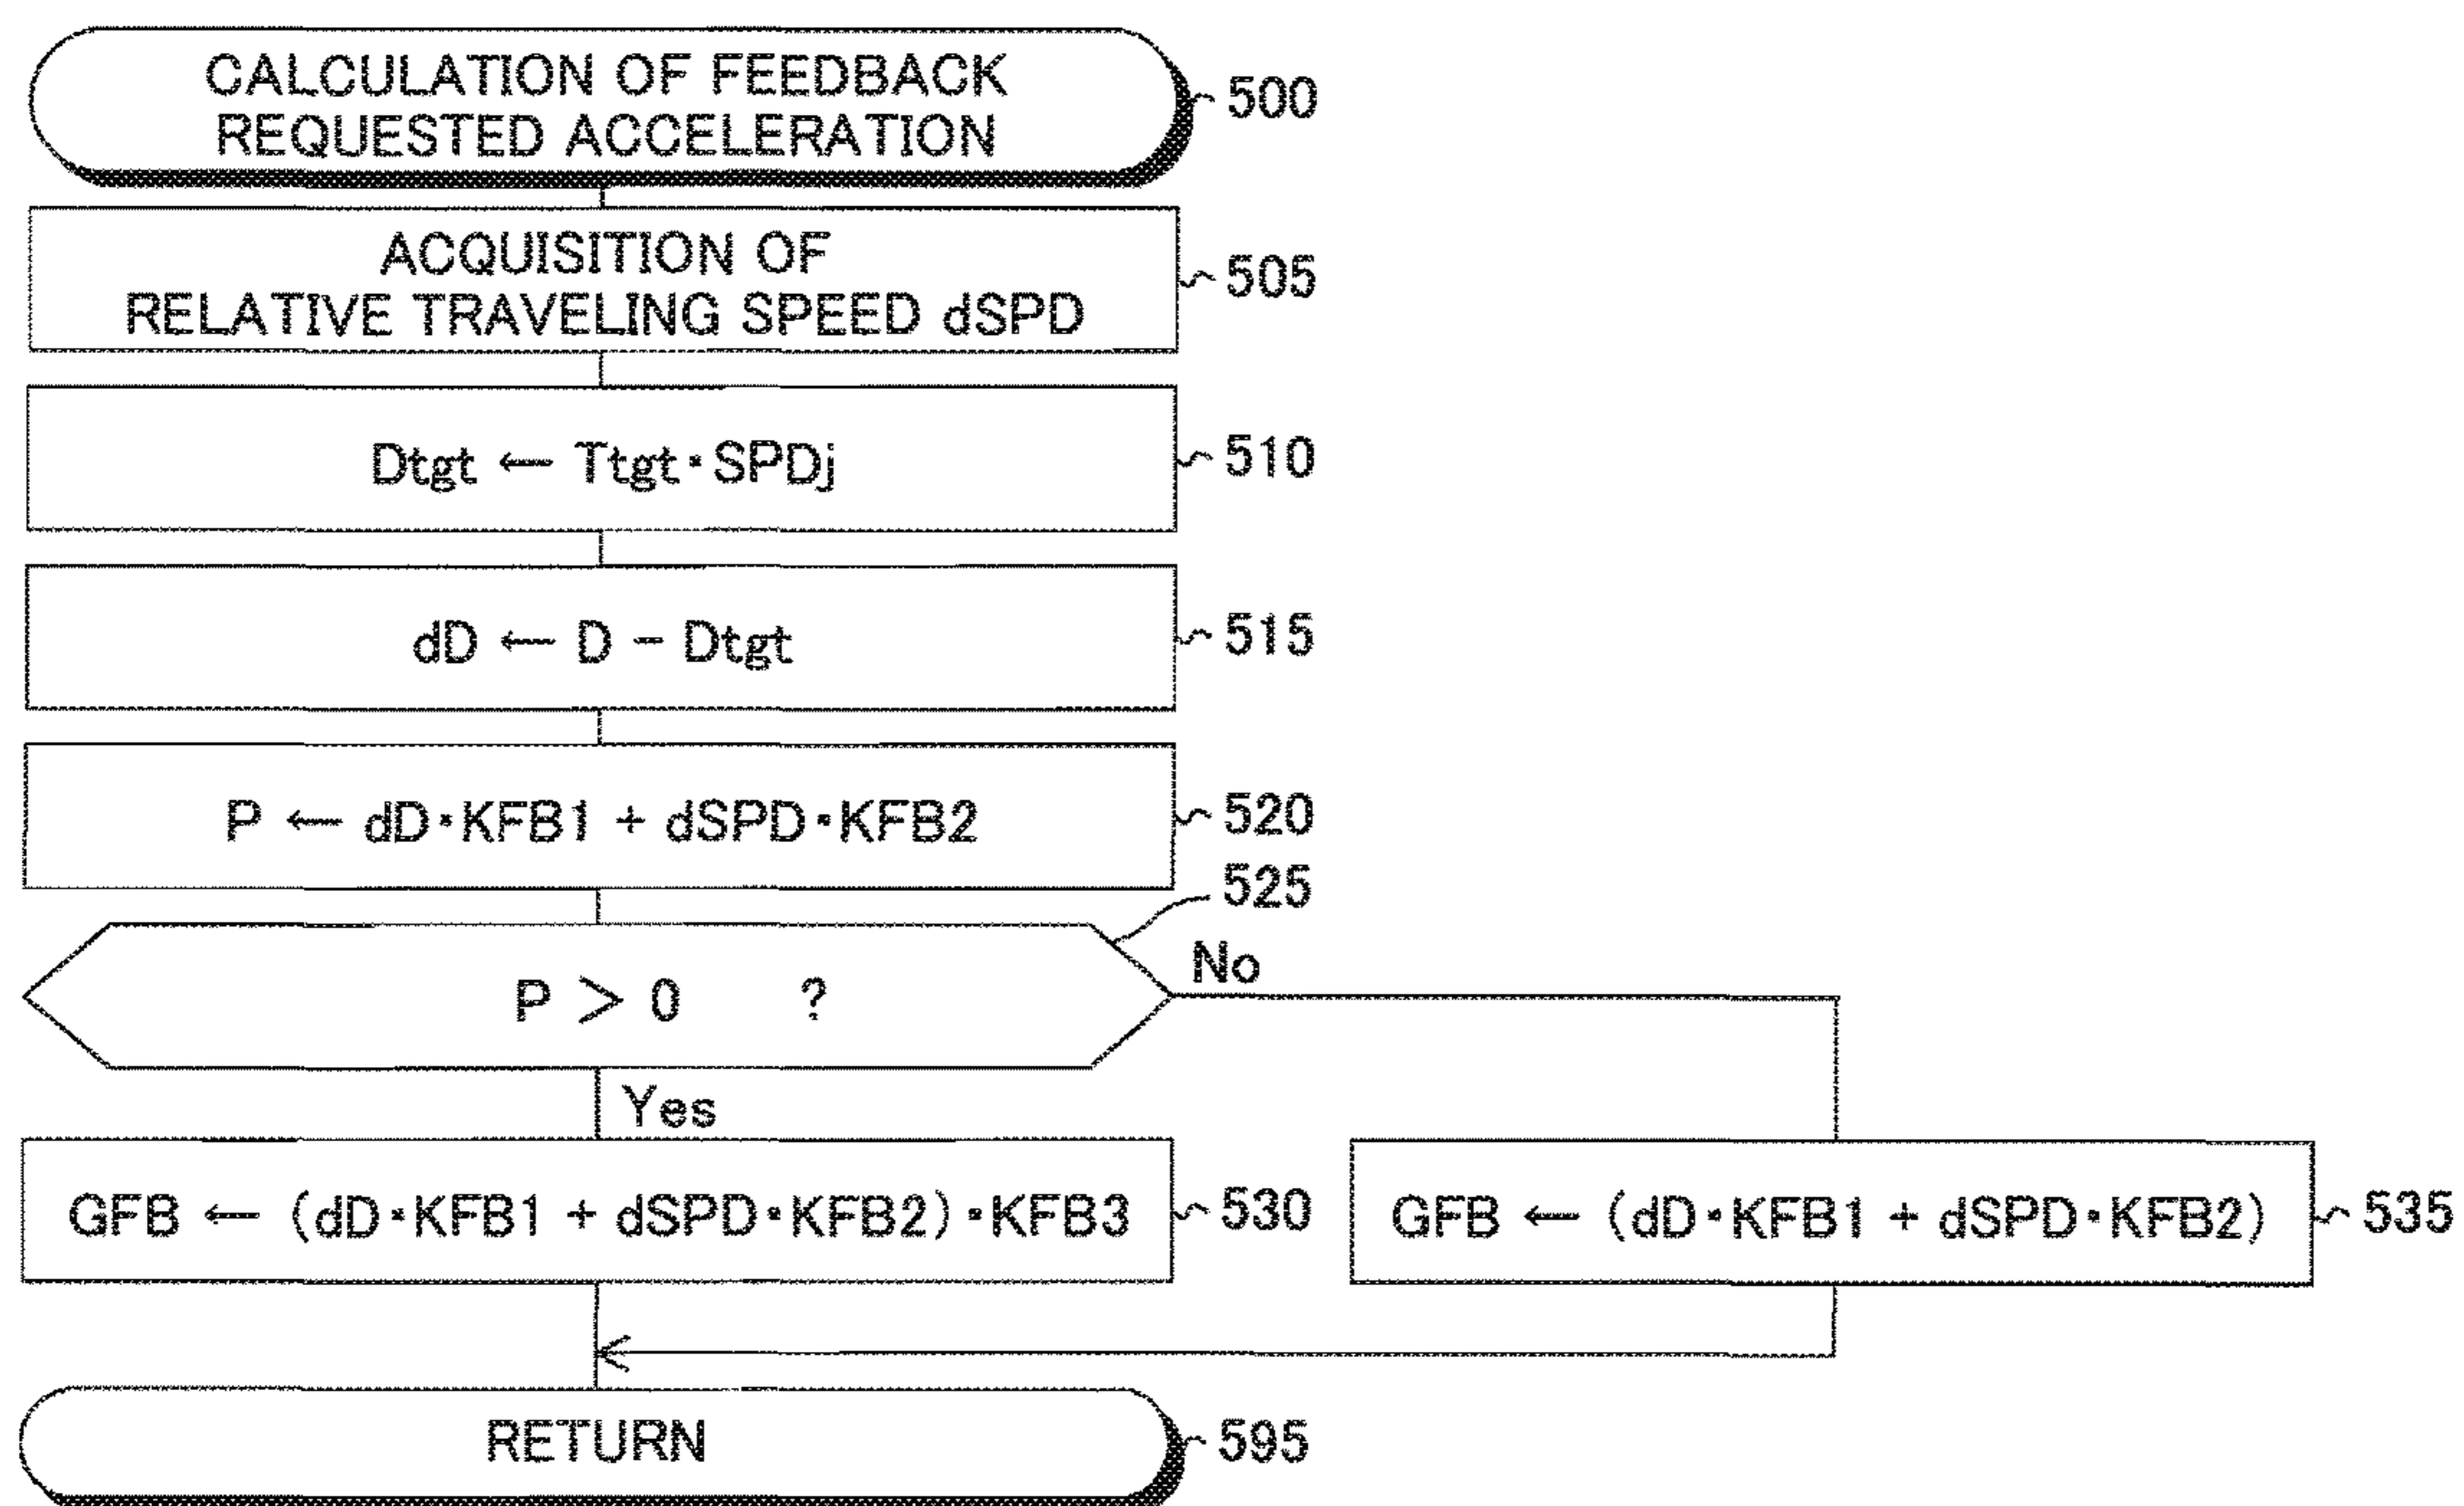 CALCULATION OF FEEDBACK
REQUESTED ACCELERATION
500
ACQUISITION OF
RELATIVE TRAVELING SPEED dSPD
505
Dtgt ← Ttgt·SPDj
510
dD ← D − Dtgt
515
P ← dD·KFB1 + dSPD·KFB2
520
525
P > 0 ?
No
Yes
GFB ← (dD·KFB1 + dSPD·KFB2)·KFB3
530
GFB ← (dD·KFB1 + dSPD·KFB2)
535
RETURN
595